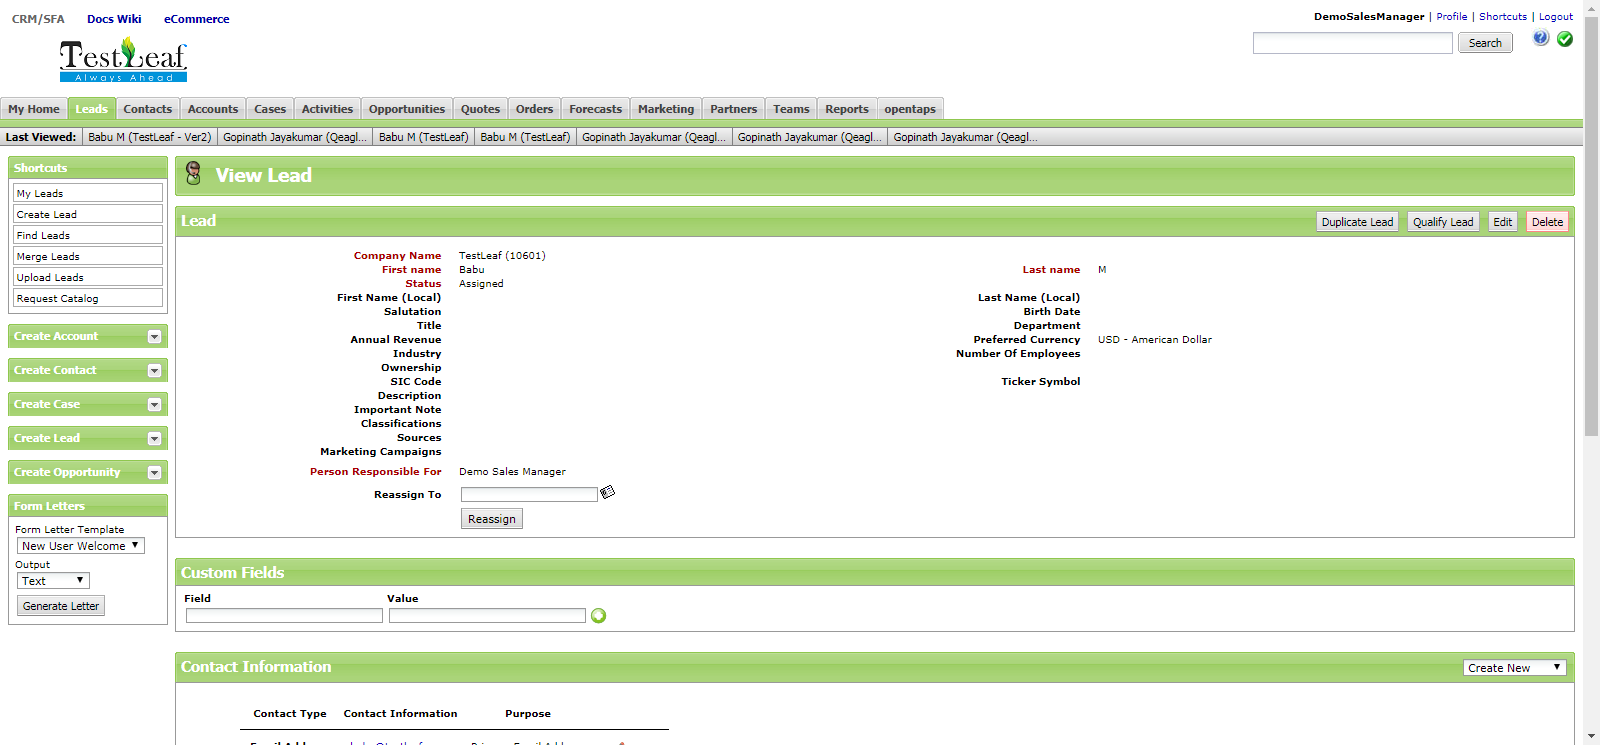 CRM/SFA Docs Wiki eCommerce
DemoSalesManager | Profile | Shortcuts | Logout
TestLeaf
Always Ahead
Search
My Home Leads Contacts Accounts Cases Activities Opportunities Quotes Orders Forecasts Marketing Partners Teams Reports opentaps
Last Viewed: Babu M (TestLeaf - Ver2) Gopinath Jayakumar (Qeagl... Babu M (TestLeaf) Babu M (TestLeaf) Gopinath Jayakumar (Qeagl... Gopinath Jayakumar (Qeagl... Gopinath Jayakumar (Qeagl...
Shortcuts
My Leads
Create Lead
Find Leads
Merge Leads
Upload Leads
Request Catalog
Create Account
Create Contact
Create Case
Create Lead
Create Opportunity
Form Letters
Form Letter Template
New User Welcome
Output
Text
Generate Letter
View Lead
Lead Duplicate Lead Qualify Lead Edit Delete
Company Name TestLeaf (10601)
First name Babu Last name M
Status Assigned
First Name (Local) Last Name (Local)
Salutation Birth Date
Title Department
Annual Revenue Preferred Currency USD - American Dollar
Industry Number Of Employees
Ownership
SIC Code Ticker Symbol
Description
Important Note
Classifications
Sources
Marketing Campaigns
Person Responsible For Demo Sales Manager
Reassign To
Reassign
Custom Fields
Field Value
Contact Information Create New
Contact Type Contact Information Purpose